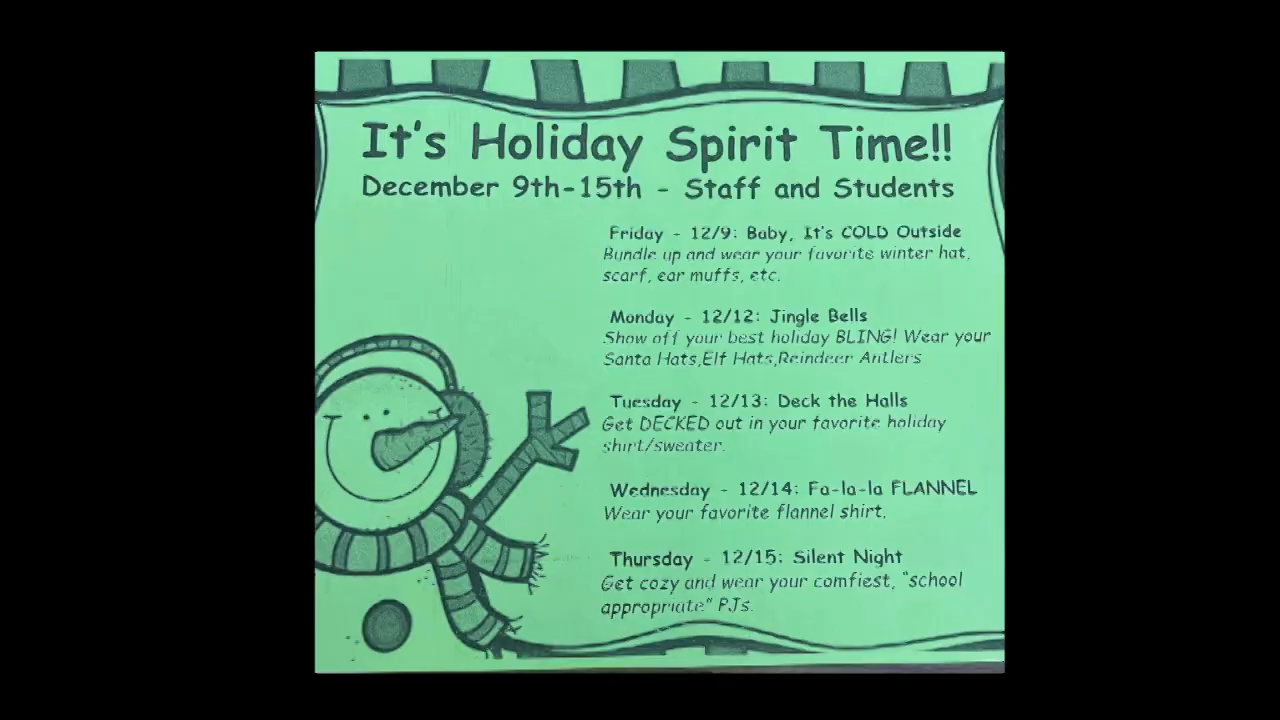 It's Holiday Spirit Time!!
December 9th-15th - Staff and Students
Friday - 12/9: Baby, It's COLD Outside
Bundle up and wear your favorite winter hat,
scarf, ear muffs, etc.
Monday - 12/12: Jingle Bells
Show off your best holiday BLING! Wear your
Santa Hats,Elf Hats,Reindeer Antlers
Tuesday - 12/13: Deck the Halls
Get DECKED out in your favorite holiday
shirt/sweater.
Wednesday - 12/14: Fa-la-la FLANNEL
Wear your favorite flannel shirt.
Thursday - 12/15: Silent Night
Get cozy and wear your comfiest, "school
appropriate" PJs.